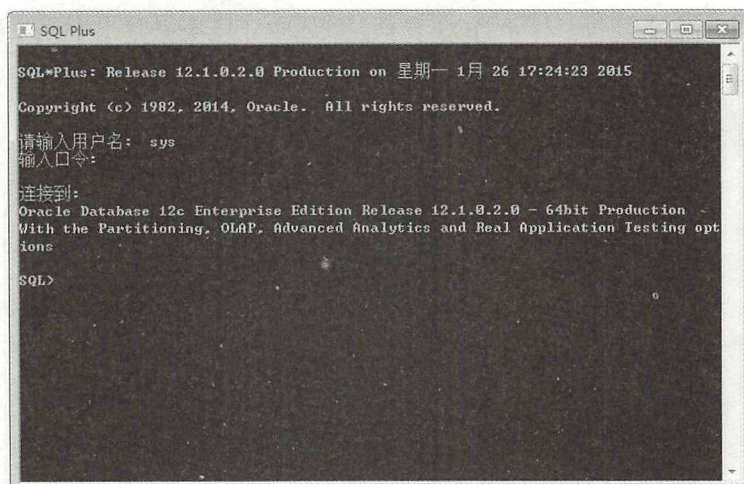 SQL Plus
SQL*Plus: Release 12.1.0.2.0 Production on 星期一 1月 26 17:24:23 2015
Copyright (c) 1982, 2014, Oracle.  All rights reserved.
请输入用户名:  sys
输入口令:
连接到:
Oracle Database 12c Enterprise Edition Release 12.1.0.2.0 - 64bit Production
With the Partitioning, OLAP, Advanced Analytics and Real Application Testing opt
ions
SQL>